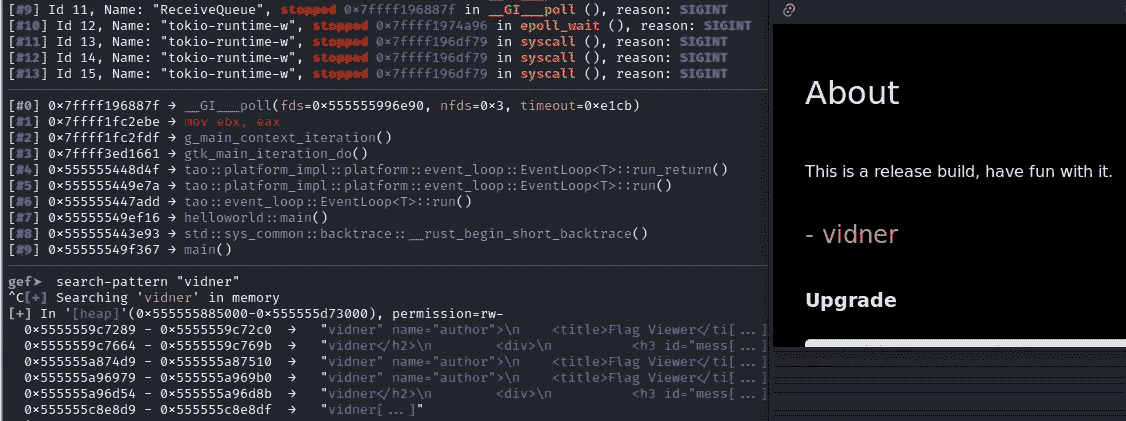 [#9] Id 11, Name: "ReceiveQueue", stopped 0×7ffff196887f in __GI___poll (), reason: SIGINT
[#10] Id 12, Name: "tokio-runtime-w", stopped 0×7ffff1974a96 in epoll_wait (), reason: SIGINT
[#11] Id 13, Name: "tokio-runtime-w", stopped 0×7ffff196df79 in syscall (), reason: SIGINT
[#12] Id 14, Name: "tokio-runtime-w", stopped 0×7ffff196df79 in syscall (), reason: SIGINT
[#13] Id 15, Name: "tokio-runtime-w", stopped 0×7ffff196df79 in syscall (), reason: SIGINT
[#0] 0×7ffff196887f → __GI___poll(fds=0×555555996e90, nfds=0×3, timeout=0×e1cb)
[#1] 0×7ffff1fc2ebe → mov ebx, eax
[#2] 0×7ffff1fc2fdf → g_main_context_iteration()
[#3] 0×7ffff3ed1661 → gtk_main_iteration_do()
[#4] 0×555555448d4f → tao::platform_impl::platform::event_loop::EventLoop<T>::run_return()
[#5] 0×555555449e7a → tao::platform_impl::platform::event_loop::EventLoop<T>::run()
[#6] 0×555555447add → tao::event_loop::EventLoop<T>::run()
[#7] 0×55555549ef16 → helloworld::main()
[#8] 0×555555443e93 → std::sys_common::backtrace::__rust_begin_short_backtrace()
[#9] 0×55555549f367 → main()
gef➤  search-pattern "vidner"
^C[+] Searching 'vidner' in memory
[+] In '[heap]'(0×555555885000-0×555555d73000), permission=rw-
0×5555559c7289 - 0×5555559c72c0  →   "vidner" name="author">\n    <title>Flag Viewer</ti[...]
0×5555559c7664 - 0×5555559c769b  →   "vidner</h2>\n        <div>\n          <h3 id="mess[...]
0×555555a874d9 - 0×555555a87510  →   "vidner" name="author">\n    <title>Flag Viewer</ti[...]
0×555555a96979 - 0×555555a969b0  →   "vidner" name="author">\n    <title>Flag Viewer</ti[...]
0×555555a96d54 - 0×555555a96d8b  →   "vidner</h2>\n        <div>\n          <h3 id="mess[...]
0×555555c8e8d9 - 0×555555c8e8df  →   "vidner[...]"
About
This is a release build, have fun with it.
- vidner
Upgrade